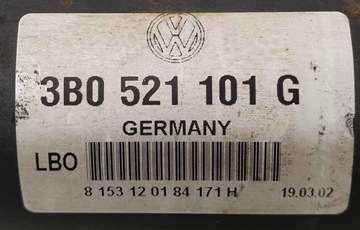 3B0 521 101 G
GERMANY
LBO
8 153 12 01 84 171 H 19.03.02